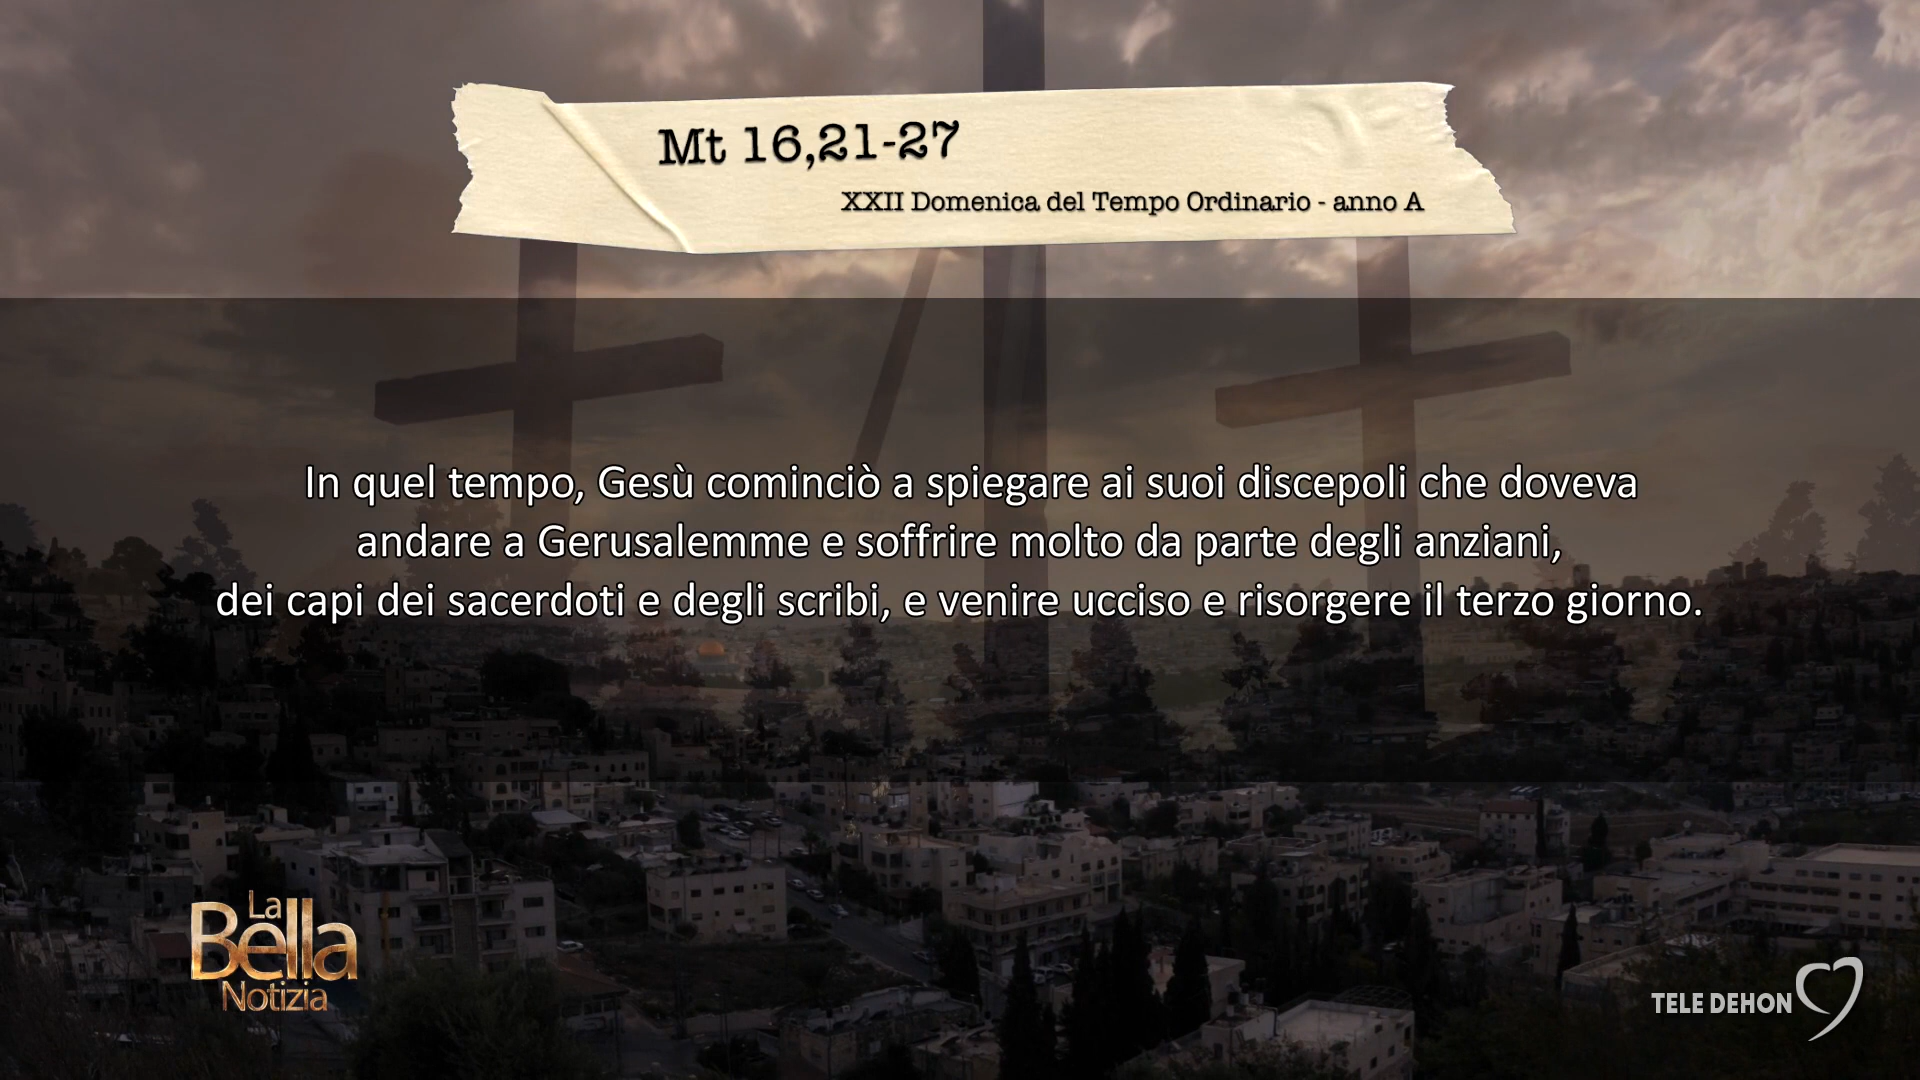 Mt 16,21-27
XXII Domenica del Tempo Ordinario - anno A
In quel tempo, Gesù cominciò a spiegare ai suoi discepoli che doveva
andare a Gerusalemme e soffrire molto da parte degli anziani,
dei capi dei sacerdoti e degli scribi, e venire ucciso e risorgere il terzo giorno.
La
Bella
Notizia
TELE DEHON